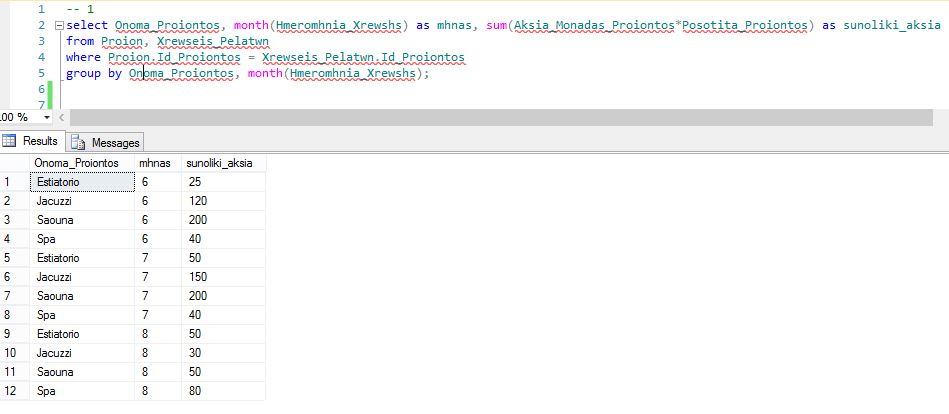 1 -- 1
2 select Onoma_Proiontos, month(Hmeromhnia_Xrewshs) as mhnas, sum(Aksia_Monadas_Proiontos*Posotita_Proiontos) as sunoliki_aksia
3 from Proion, Xrewseis_Pelatwn
4 where Proion.Id_Proiontos = Xrewseis_Pelatwn.Id_Proiontos
5 group by Onoma_Proiontos, month(Hmeromhnia_Xrewshs);
6
7
.00 %
Results Messages
Onoma_Proiontos mhnas sunoliki_aksia
1 Estiatorio 6 25
2 Jacuzzi 6 120
3 Saouna 6 200
4 Spa 6 40
5 Estiatorio 7 50
6 Jacuzzi 7 150
7 Saouna 7 200
8 Spa 7 40
9 Estiatorio 8 50
10 Jacuzzi 8 30
11 Saouna 8 50
12 Spa 8 80